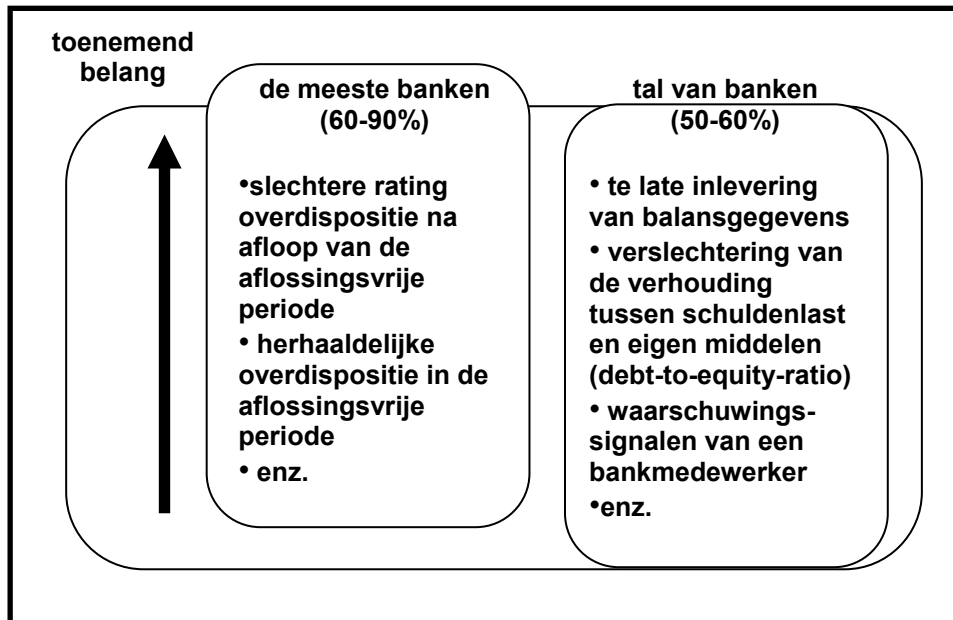 toenemend
belang
de meeste banken
(60-90%)
•slechtere rating
overdispositie na
afloop van de
aflossingsvrije
periode
• herhaaldelijke
overdispositie in de
aflossingsvrije
periode
• enz.
tal van banken
(50-60%)
• te late inlevering
van balansgegevens
• verslechtering van
de verhouding
tussen schuldenlast
en eigen middelen
(debt-to-equity-ratio)
• waarschuwings-
signalen van een
bankmedewerker
•enz.